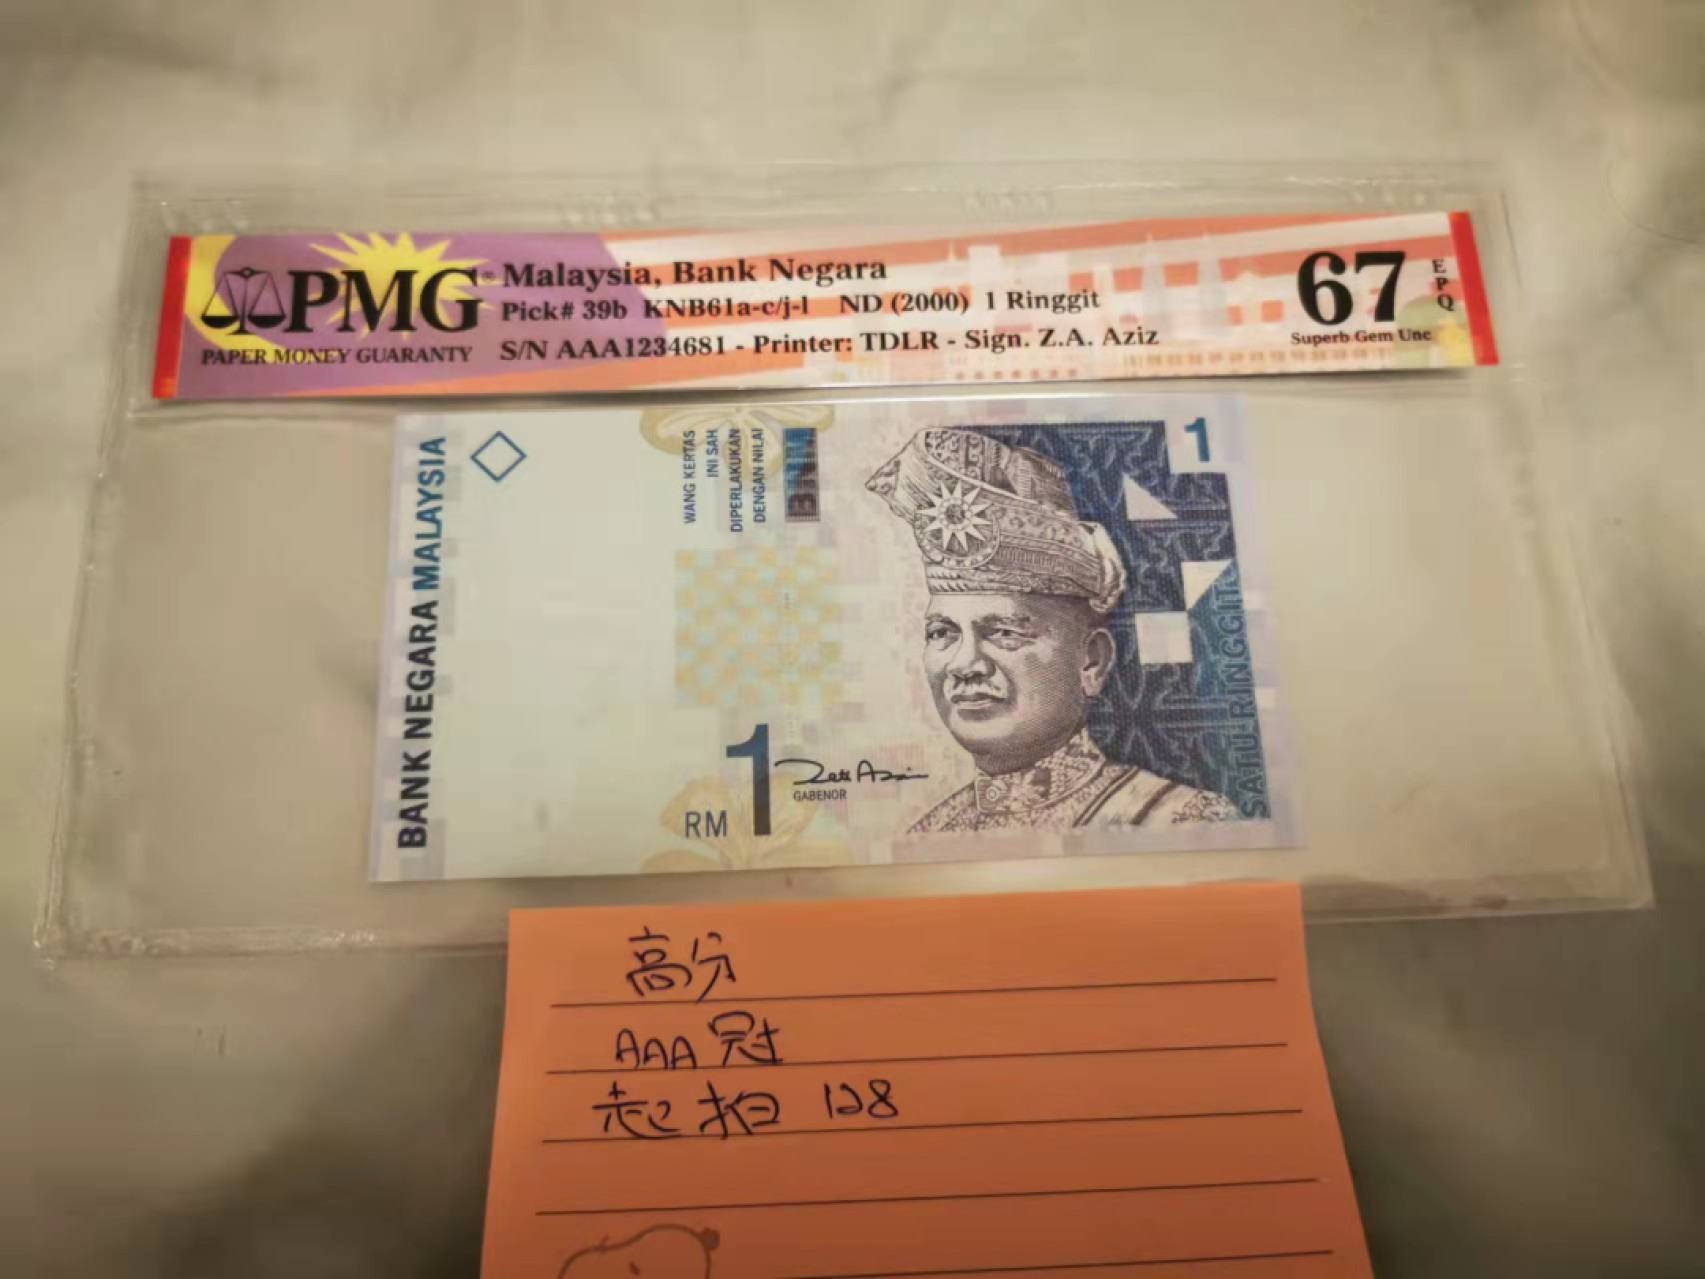 PMG®
PAPER MONEY GUARANTY
Malaysia, Bank Negara
Pick# 39b KNB61a-c/j-l ND (2000) 1 Ringgit
S/N AAA1234681 - Printer: TDLR - Sign. Z.A. Aziz
67
EPQ
Superb Gem Unc
BANK NEGARA MALAYSIA
WANG KERTAS
INI SAH
DIPERLAKUKAN
DENGAN NILAI
1
SATU RINGGIT
RM 1
Zeti Aziz
GABENOR
高分
AAA冠
起拍 128